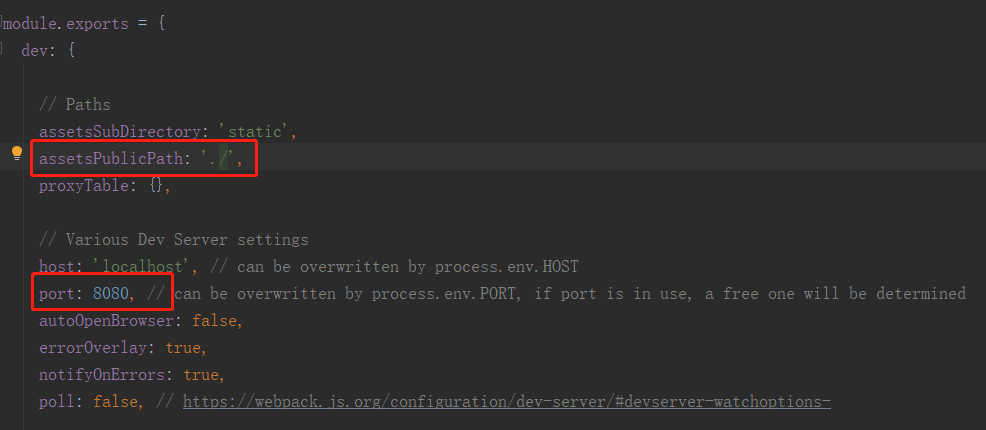 module.exports = {
dev: {
// Paths
assetsSubDirectory: 'static',
assetsPublicPath: './',
proxyTable: {},
// Various Dev Server settings
host: 'localhost', // can be overwritten by process.env.HOST
port: 8080, // can be overwritten by process.env.PORT, if port is in use, a free one will be determined
autoOpenBrowser: false,
errorOverlay: true,
notifyOnErrors: true,
poll: false, // https://webpack.js.org/configuration/dev-server/#devserver-watchoptions-